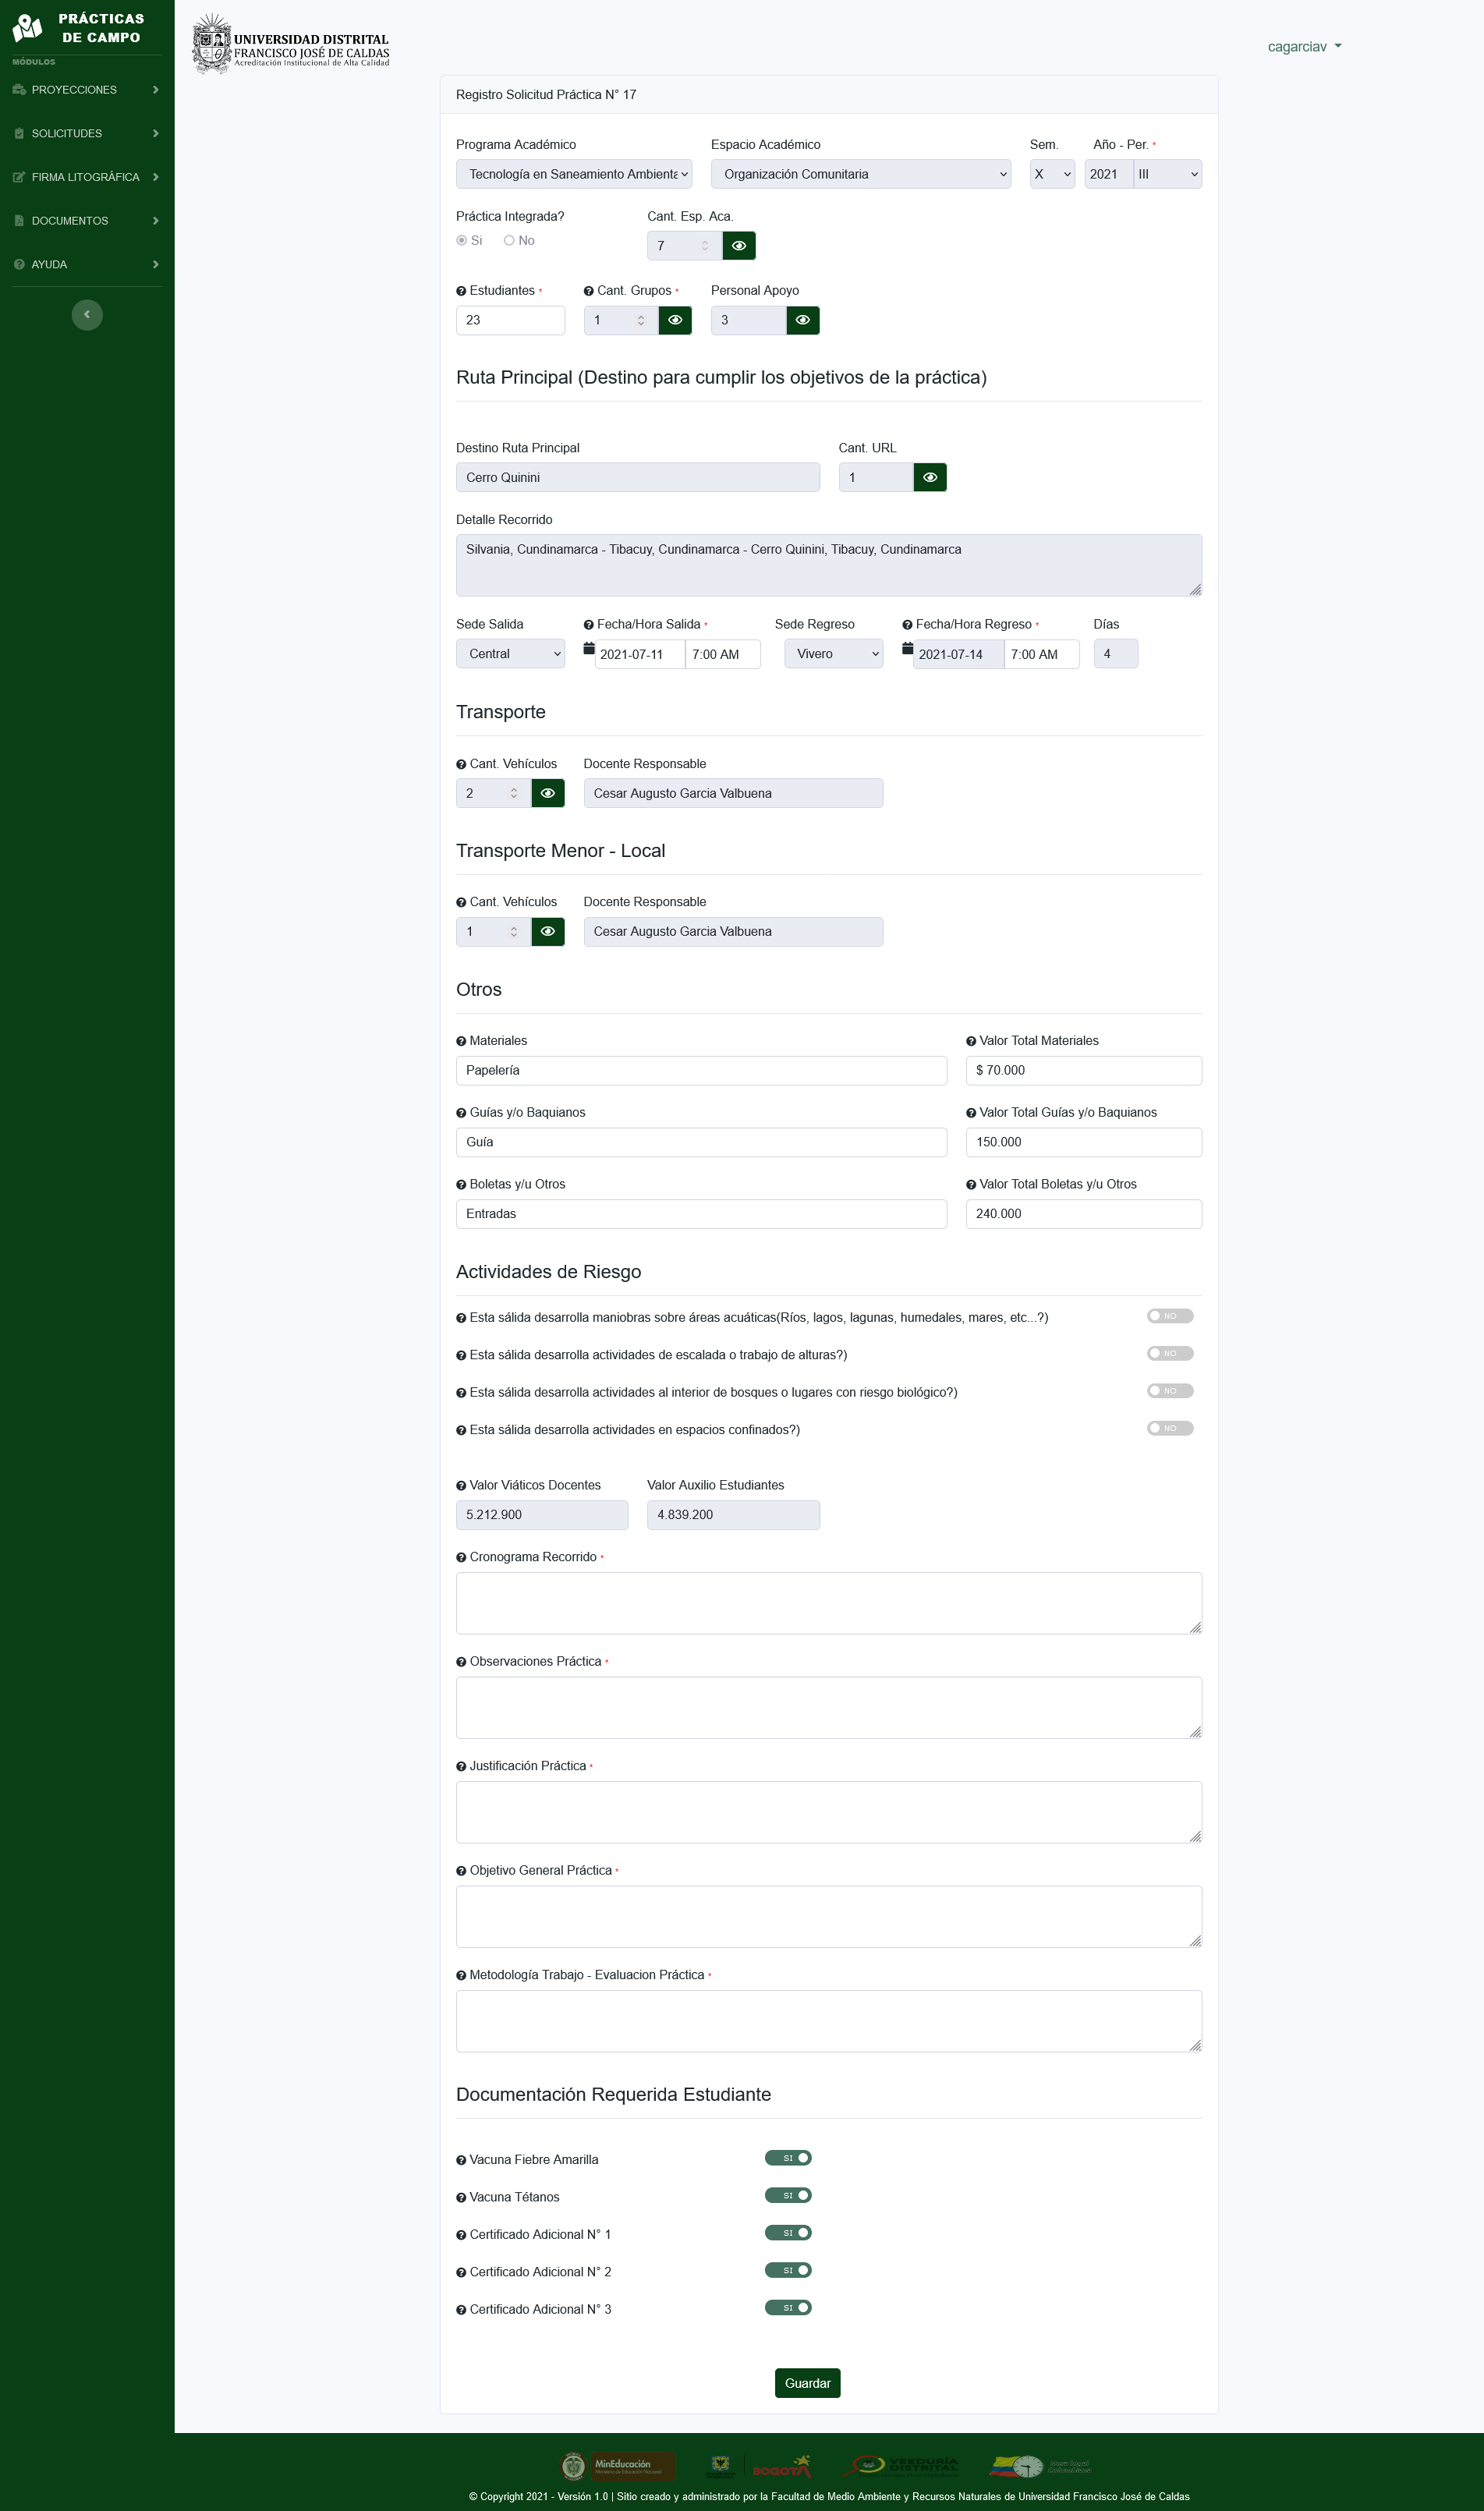 PRÁCTICAS
DE CAMPO
MÓDULOS
PROYECCIONES
SOLICITUDES
FIRMA LITOGRÁFICA
DOCUMENTOS
AYUDA
UNIVERSIDAD DISTRITAL
FRANCISCO JOSÉ DE CALDAS
Acreditación Institucional de Alta Calidad
cagarciav
Registro Solicitud Práctica N° 17
Programa Académico Espacio Académico Sem. Año - Per. *
Tecnología en Saneamiento Ambienta Organización Comunitaria X 2021 III
Práctica Integrada? Cant. Esp. Aca.
Si No 7
Estudiantes * Cant. Grupos * Personal Apoyo
23 1 3
Ruta Principal (Destino para cumplir los objetivos de la práctica)
Destino Ruta Principal Cant. URL
Cerro Quinini 1
Detalle Recorrido
Silvania, Cundinamarca - Tibacuy, Cundinamarca - Cerro Quinini, Tibacuy, Cundinamarca
Sede Salida Fecha/Hora Salida * Sede Regreso Fecha/Hora Regreso * Días
Central 2021-07-11 7:00 AM Vivero 2021-07-14 7:00 AM 4
Transporte
Cant. Vehículos Docente Responsable
2 Cesar Augusto Garcia Valbuena
Transporte Menor - Local
Cant. Vehículos Docente Responsable
1 Cesar Augusto Garcia Valbuena
Otros
Materiales Valor Total Materiales
Papelería $ 70.000
Guías y/o Baquianos Valor Total Guías y/o Baquianos
Guía 150.000
Boletas y/u Otros Valor Total Boletas y/u Otros
Entradas 240.000
Actividades de Riesgo
Esta sálida desarrolla maniobras sobre áreas acuáticas(Ríos, lagos, lagunas, humedales, mares, etc...?) NO
Esta sálida desarrolla actividades de escalada o trabajo de alturas?) NO
Esta sálida desarrolla actividades al interior de bosques o lugares con riesgo biológico?) NO
Esta sálida desarrolla actividades en espacios confinados?) NO
Valor Viáticos Docentes Valor Auxilio Estudiantes
5.212.900 4.839.200
Cronograma Recorrido *
Observaciones Práctica *
Justificación Práctica *
Objetivo General Práctica *
Metodología Trabajo - Evaluacion Práctica *
Documentación Requerida Estudiante
Vacuna Fiebre Amarilla SI
Vacuna Tétanos SI
Certificado Adicional N° 1 SI
Certificado Adicional N° 2 SI
Certificado Adicional N° 3 SI
Guardar
MinEducación
BOGOTÁ
VEEDURÍA
DISTRITAL
© Copyright 2021 - Versión 1.0 | Sitio creado y administrado por la Facultad de Medio Ambiente y Recursos Naturales de Universidad Francisco José de Caldas